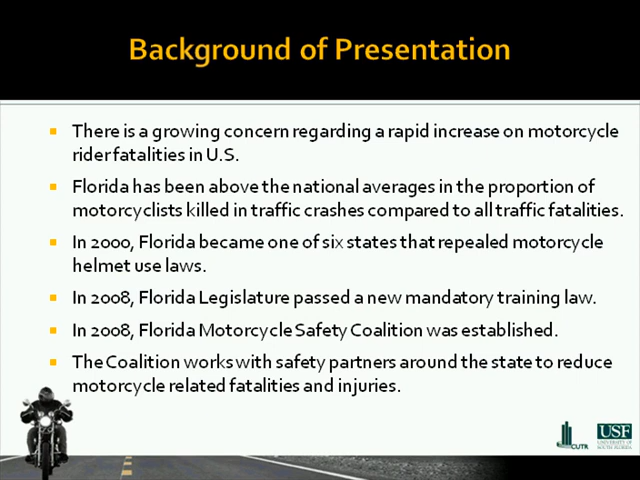 Background of Presentation
There is a growing concern regarding a rapid increase on motorcycle
rider fatalities in U.S.
Florida has been above the national averages in the proportion of
motorcyclists killed in traffic crashes compared to all traffic fatalities.
In 2000, Florida became one of six states that repealed motorcycle
helmet use laws.
In 2008, Florida Legislature passed a new mandatory training law.
In 2008, Florida Motorcycle Safety Coalition was established.
The Coalition works with safety partners around the state to reduce
motorcycle related fatalities and injuries.
CUTR
USF
UNIVERSITY OF
SOUTH FLORIDA